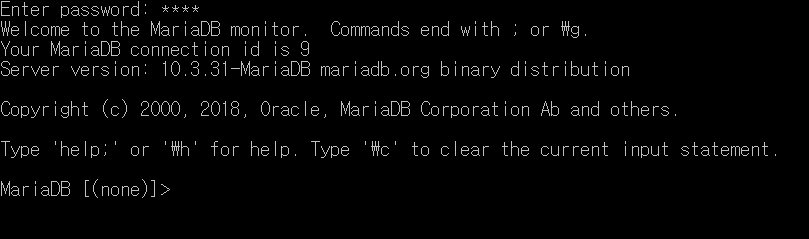 Enter password: ****
Welcome to the MariaDB monitor.  Commands end with ; or ₩g.
Your MariaDB connection id is 9
Server version: 10.3.31-MariaDB mariadb.org binary distribution
Copyright (c) 2000, 2018, Oracle, MariaDB Corporation Ab and others.
Type 'help;' or '₩h' for help. Type '₩c' to clear the current input statement.
MariaDB [(none)]>